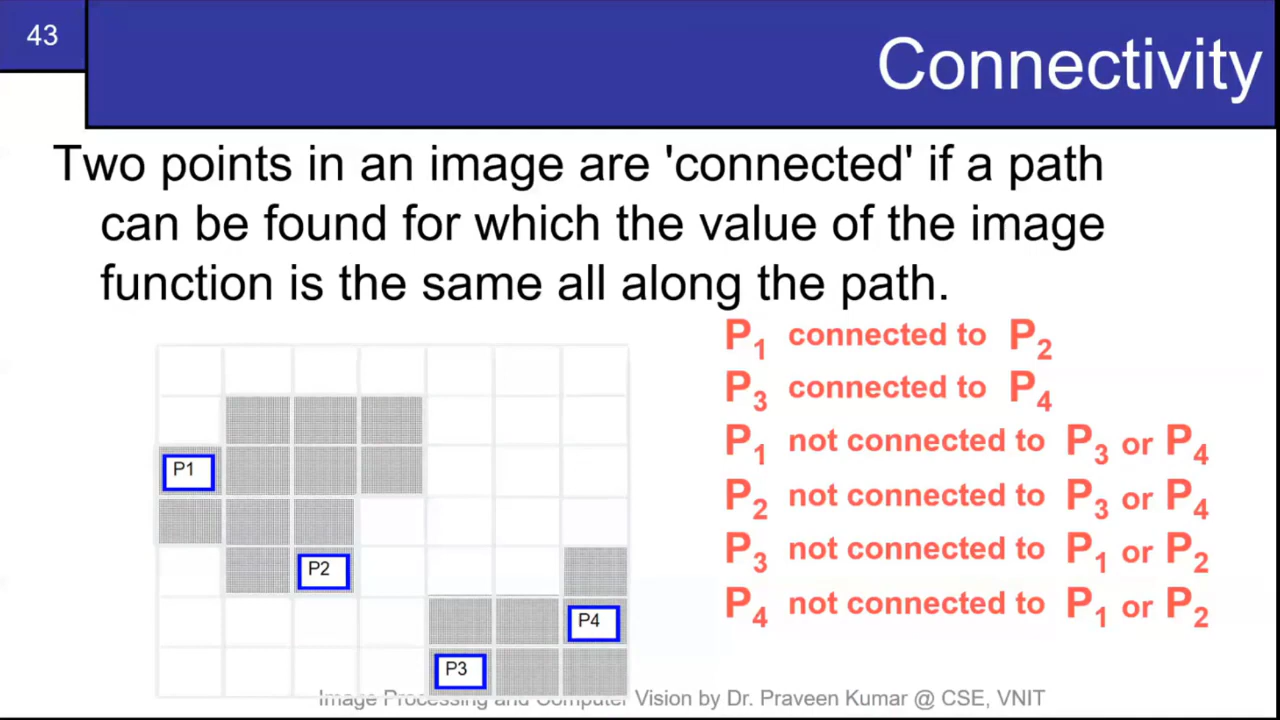 43
Connectivity
Two points in an image are 'connected' if a path
can be found for which the value of the image
function is the same all along the path.
P1 connected to P2
P3 connected to P4
P1 not connected to P3 or P4
P2 not connected to P3 or P4
P3 not connected to P1 or P2
P4 not connected to P1 or P2
P1
P2
P4
P3
Image Processing and Computer Vision by Dr. Praveen Kumar @ CSE, VNIT